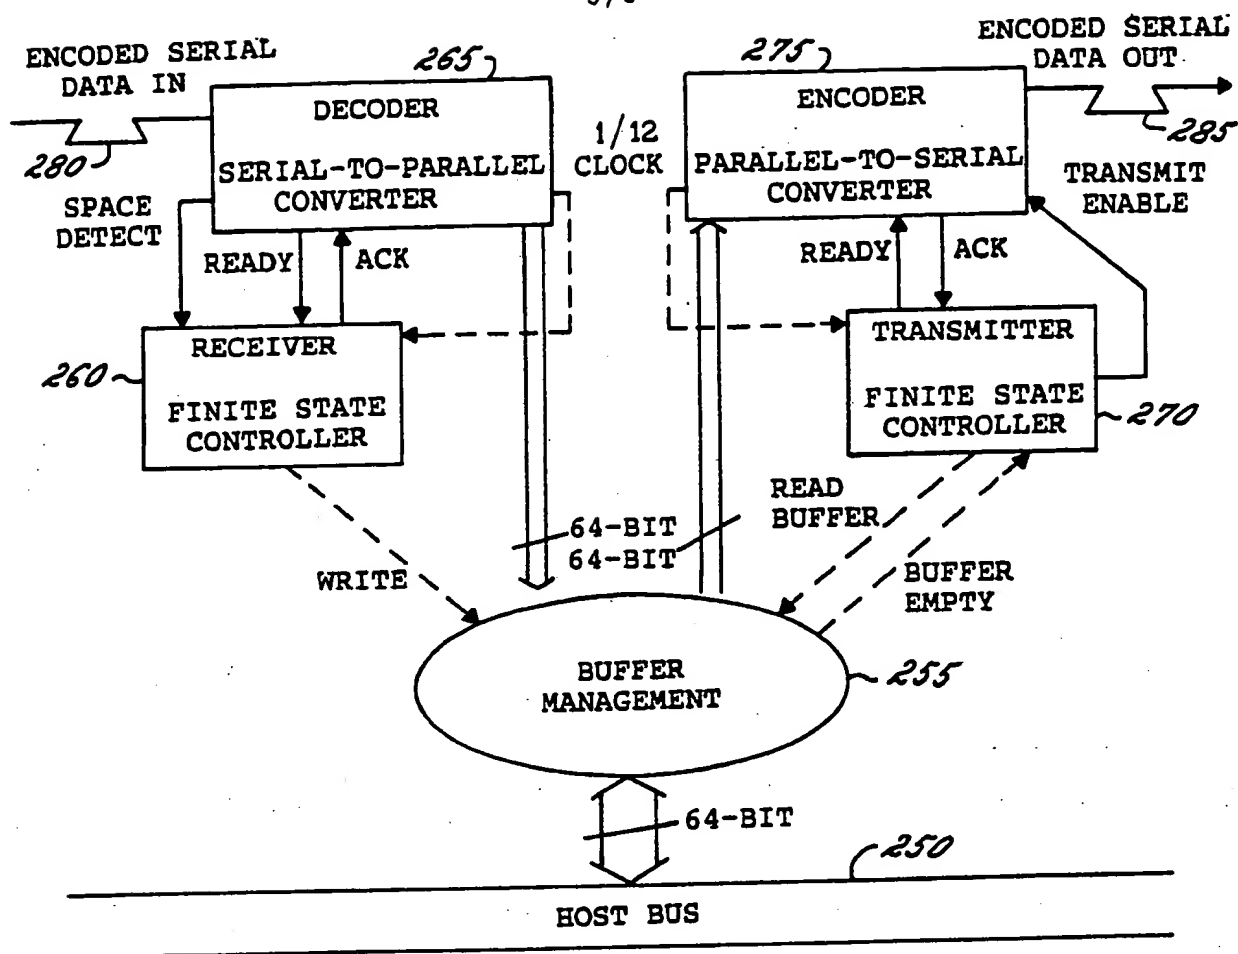 ENCODED SERIAL
DATA IN
280
265
DECODER
SERIAL-TO-PARALLEL
CONVERTER
1/12
CLOCK
275
ENCODER
PARALLEL-TO-SERIAL
CONVERTER
ENCODED SERIAL
DATA OUT
285
TRANSMIT
ENABLE
SPACE
DETECT
READY
ACK
READY
ACK
260
RECEIVER
FINITE STATE
CONTROLLER
TRANSMITTER
FINITE STATE
CONTROLLER
270
WRITE
64-BIT
64-BIT
READ
BUFFER
BUFFER
EMPTY
BUFFER
MANAGEMENT
255
64-BIT
250
HOST BUS